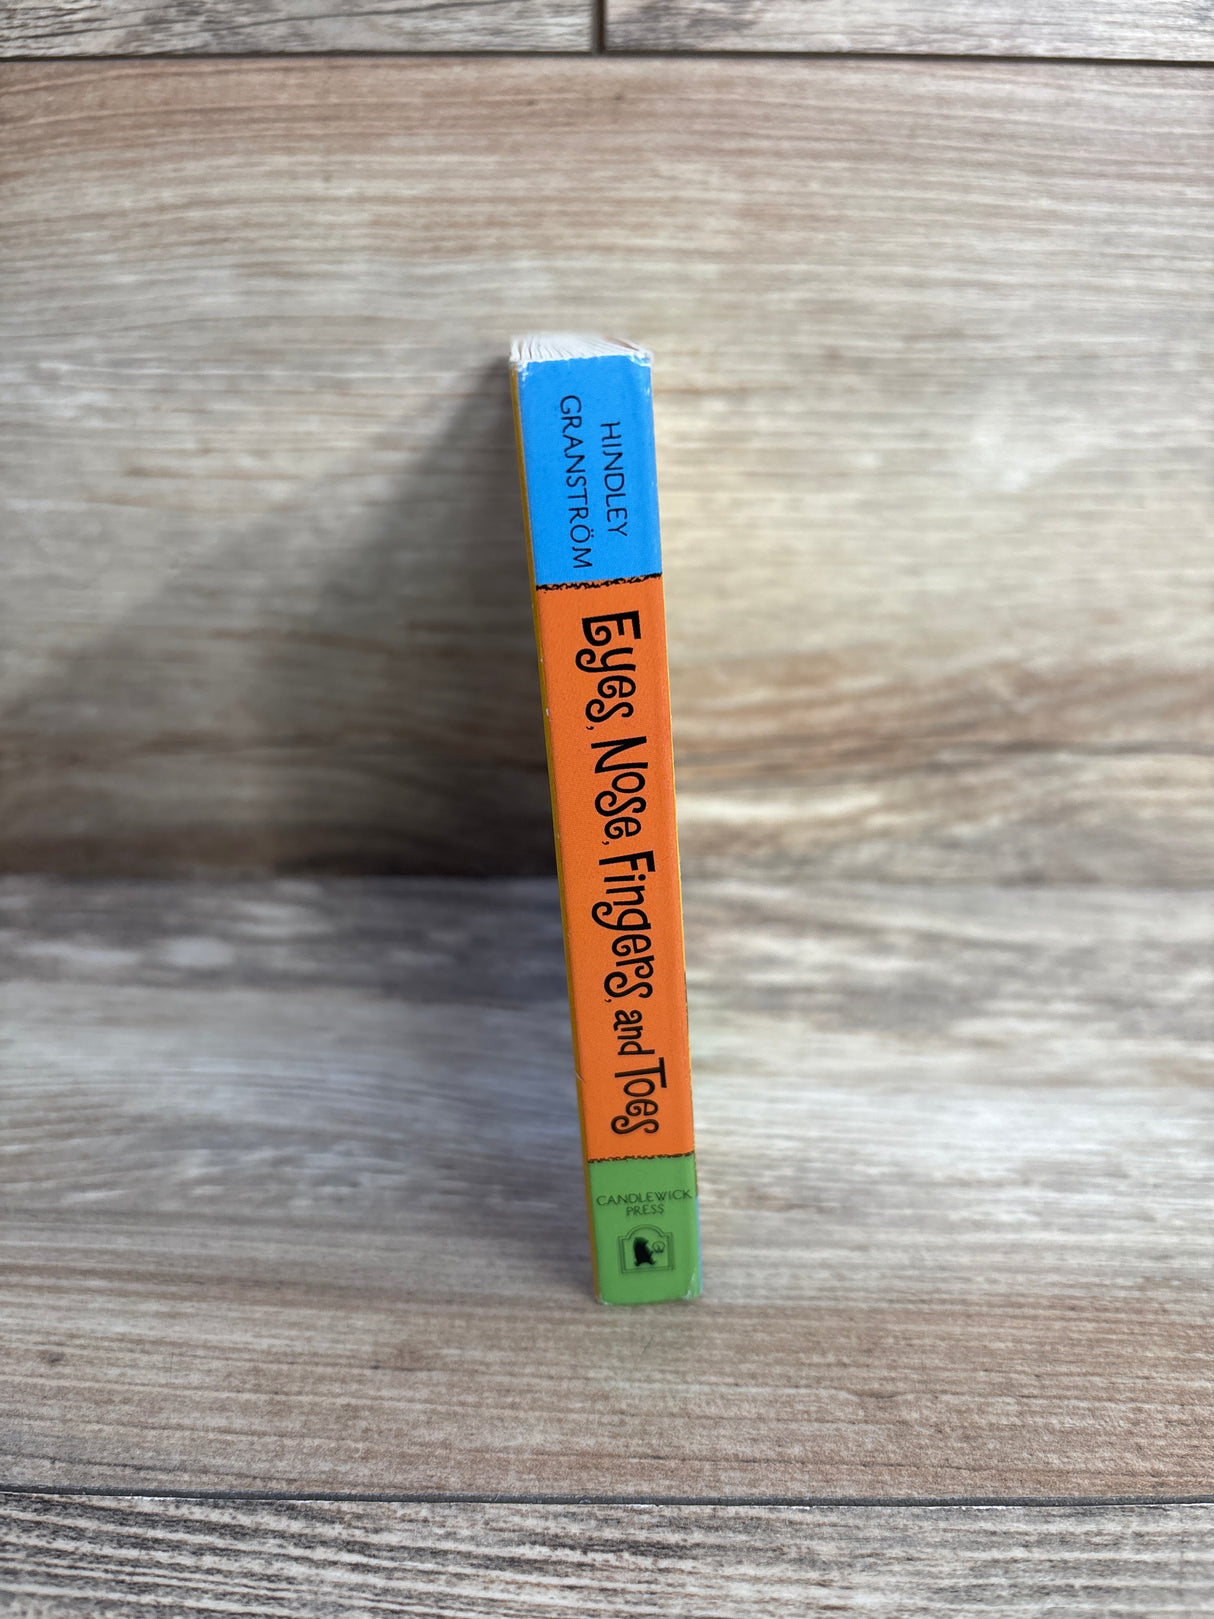 HINDLEY
GRANSTRÖM
Eyes, Nose, Fingers, and Toes
CANDLEWICK
PRESS